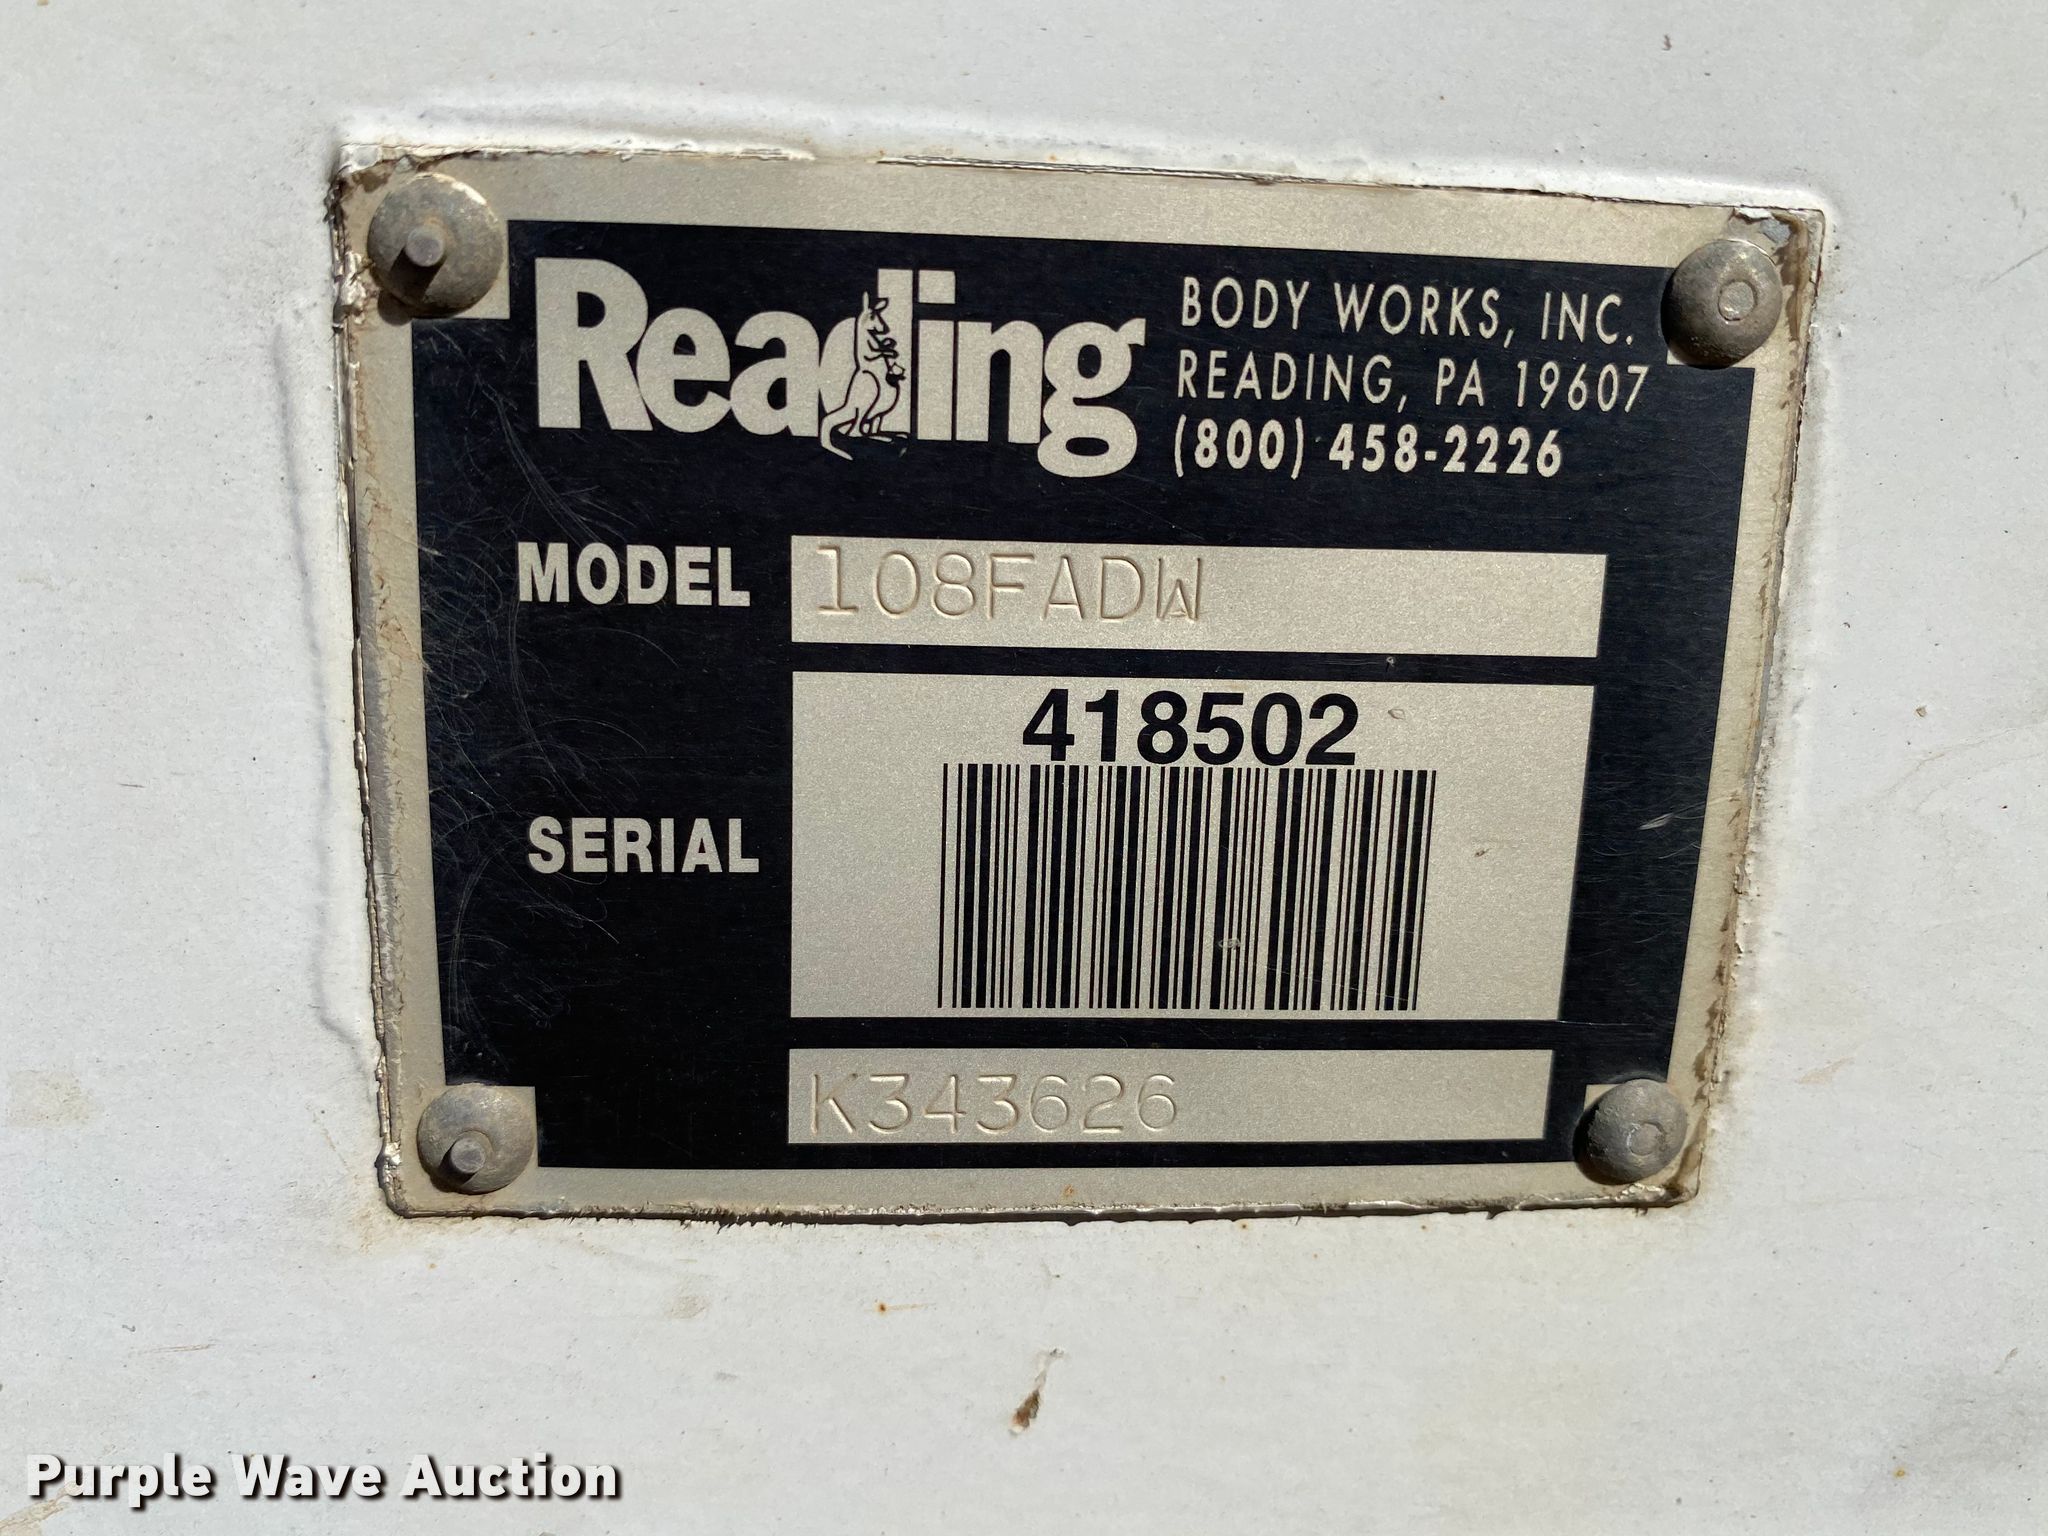 Reading
BODY WORKS, INC.
READING, PA 19607
(800) 458-2226
MODEL 108FADW
418502
SERIAL
K343626
Purple Wave Auction